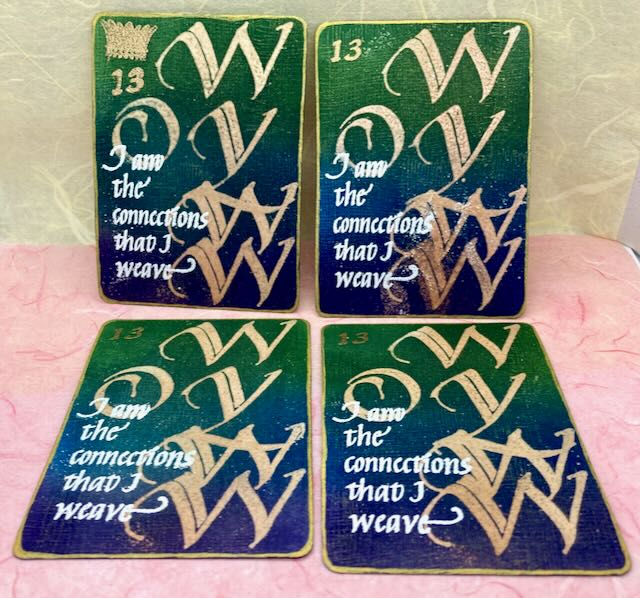 13
W
Y
I am
the
connections
that I
weave
W
13
W
Y
I am
the
connections
that I
weave
W
13
W
Y
I am
the
connections
that I
weave
W
13
W
Y
I am
the
connections
that I
weave
W